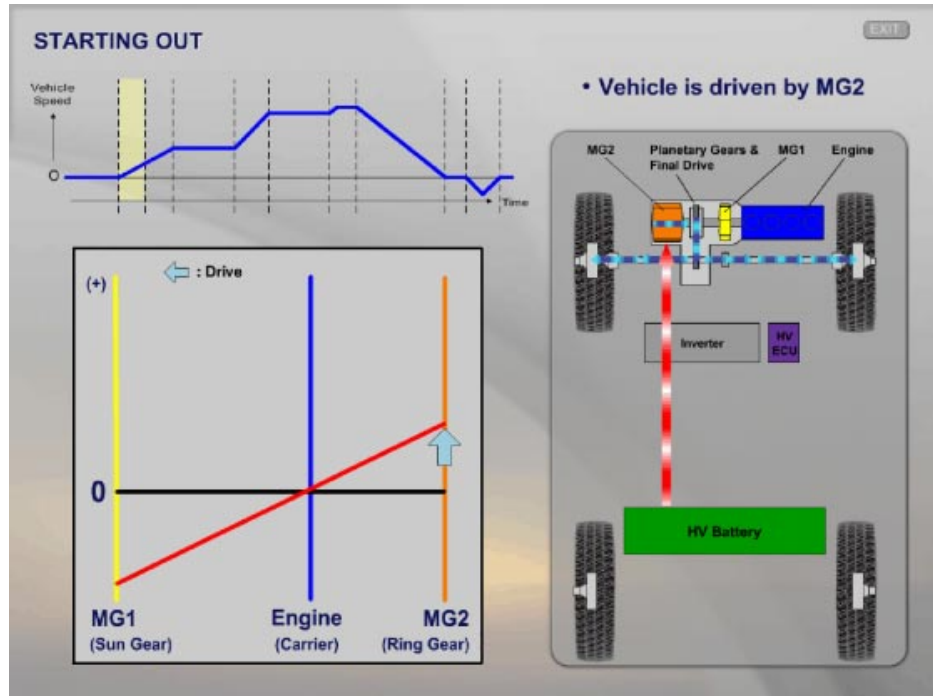 STARTING OUT
EXIT
Vehicle
Speed
0
Time
• Vehicle is driven by MG2
MG2
Planetary Gears &
Final Drive
MG1
Engine
Inverter
HV
ECU
HV Battery
(+)
: Drive
0
MG1
(Sun Gear)
Engine
(Carrier)
MG2
(Ring Gear)